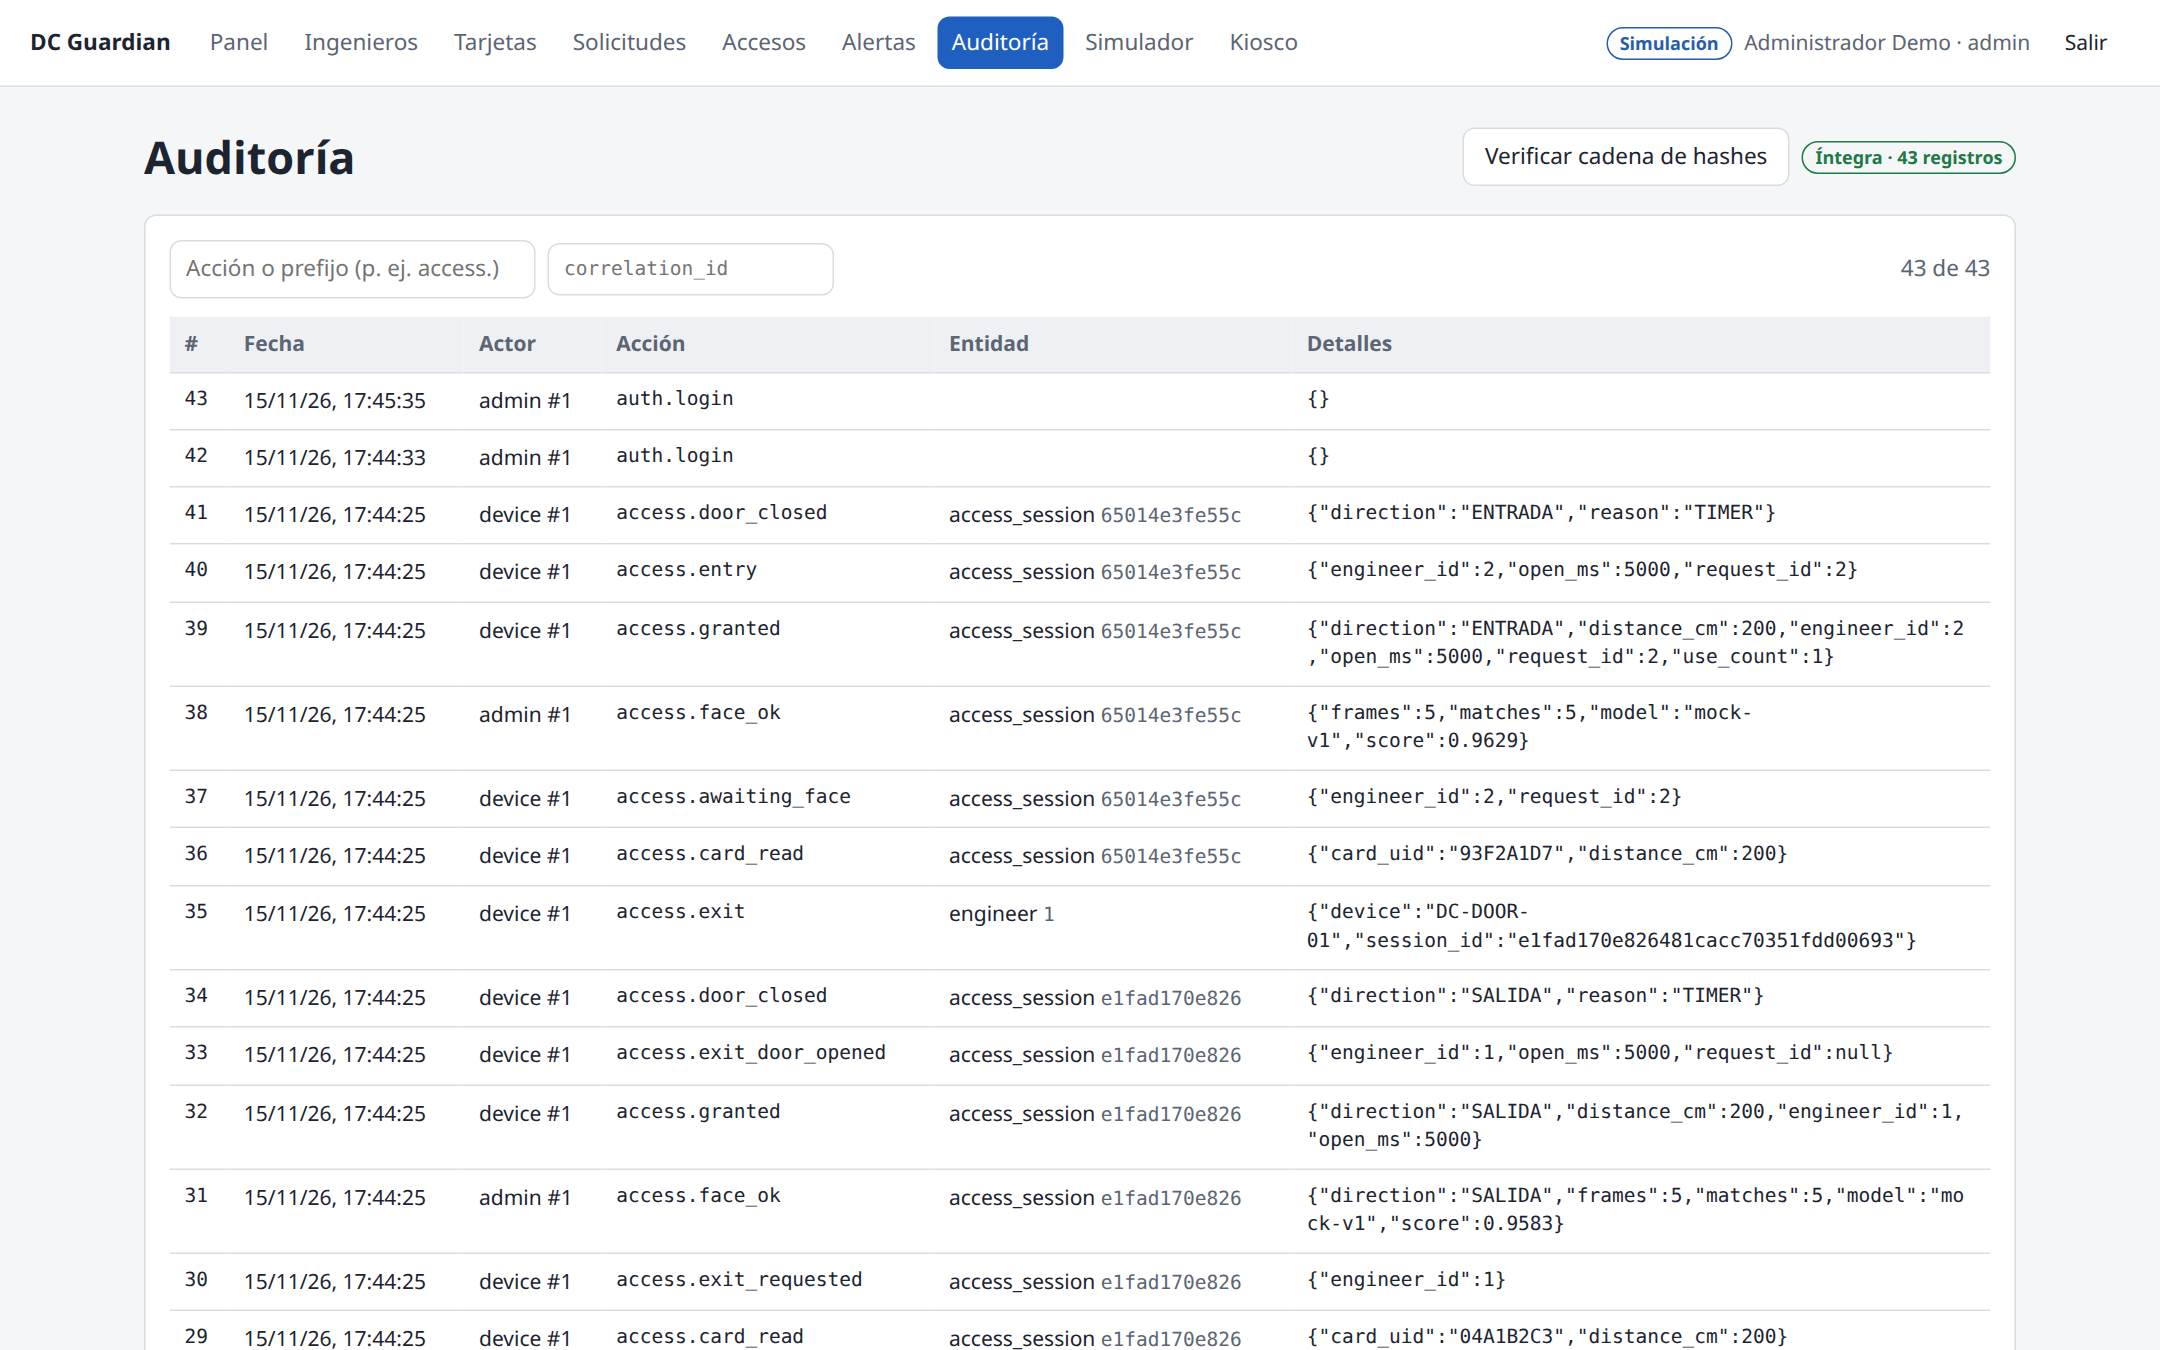 DC Guardian Panel Ingenieros Tarjetas Solicitudes Accesos Alertas Auditoría Simulador Kiosco Simulación Administrador Demo · admin Salir
Auditoría Verificar cadena de hashes Íntegra · 43 registros
Acción o prefijo (p. ej. access.) correlation_id 43 de 43
# Fecha Actor Acción Entidad Detalles
43 15/11/26, 17:45:35 admin #1 auth.login {}
42 15/11/26, 17:44:33 admin #1 auth.login {}
41 15/11/26, 17:44:25 device #1 access.door_closed access_session 65014e3fe55c {"direction":"ENTRADA","reason":"TIMER"}
40 15/11/26, 17:44:25 device #1 access.entry access_session 65014e3fe55c {"engineer_id":2,"open_ms":5000,"request_id":2}
39 15/11/26, 17:44:25 device #1 access.granted access_session 65014e3fe55c {"direction":"ENTRADA","distance_cm":200,"engineer_id":2
,"open_ms":5000,"request_id":2,"use_count":1}
38 15/11/26, 17:44:25 admin #1 access.face_ok access_session 65014e3fe55c {"frames":5,"matches":5,"model":"mock-
v1","score":0.9629}
37 15/11/26, 17:44:25 device #1 access.awaiting_face access_session 65014e3fe55c {"engineer_id":2,"request_id":2}
36 15/11/26, 17:44:25 device #1 access.card_read access_session 65014e3fe55c {"card_uid":"93F2A1D7","distance_cm":200}
35 15/11/26, 17:44:25 device #1 access.exit engineer 1 {"device":"DC-DOOR-
01","session_id":"e1fad170e826481cacc70351fdd00693"}
34 15/11/26, 17:44:25 device #1 access.door_closed access_session e1fad170e826 {"direction":"SALIDA","reason":"TIMER"}
33 15/11/26, 17:44:25 device #1 access.exit_door_opened access_session e1fad170e826 {"engineer_id":1,"open_ms":5000,"request_id":null}
32 15/11/26, 17:44:25 device #1 access.granted access_session e1fad170e826 {"direction":"SALIDA","distance_cm":200,"engineer_id":1,
"open_ms":5000}
31 15/11/26, 17:44:25 admin #1 access.face_ok access_session e1fad170e826 {"direction":"SALIDA","frames":5,"matches":5,"model":"mo
ck-v1","score":0.9583}
30 15/11/26, 17:44:25 device #1 access.exit_requested access_session e1fad170e826 {"engineer_id":1}
29 15/11/26, 17:44:25 device #1 access.card_read access_session e1fad170e826 {"card_uid":"04A1B2C3","distance_cm":200}